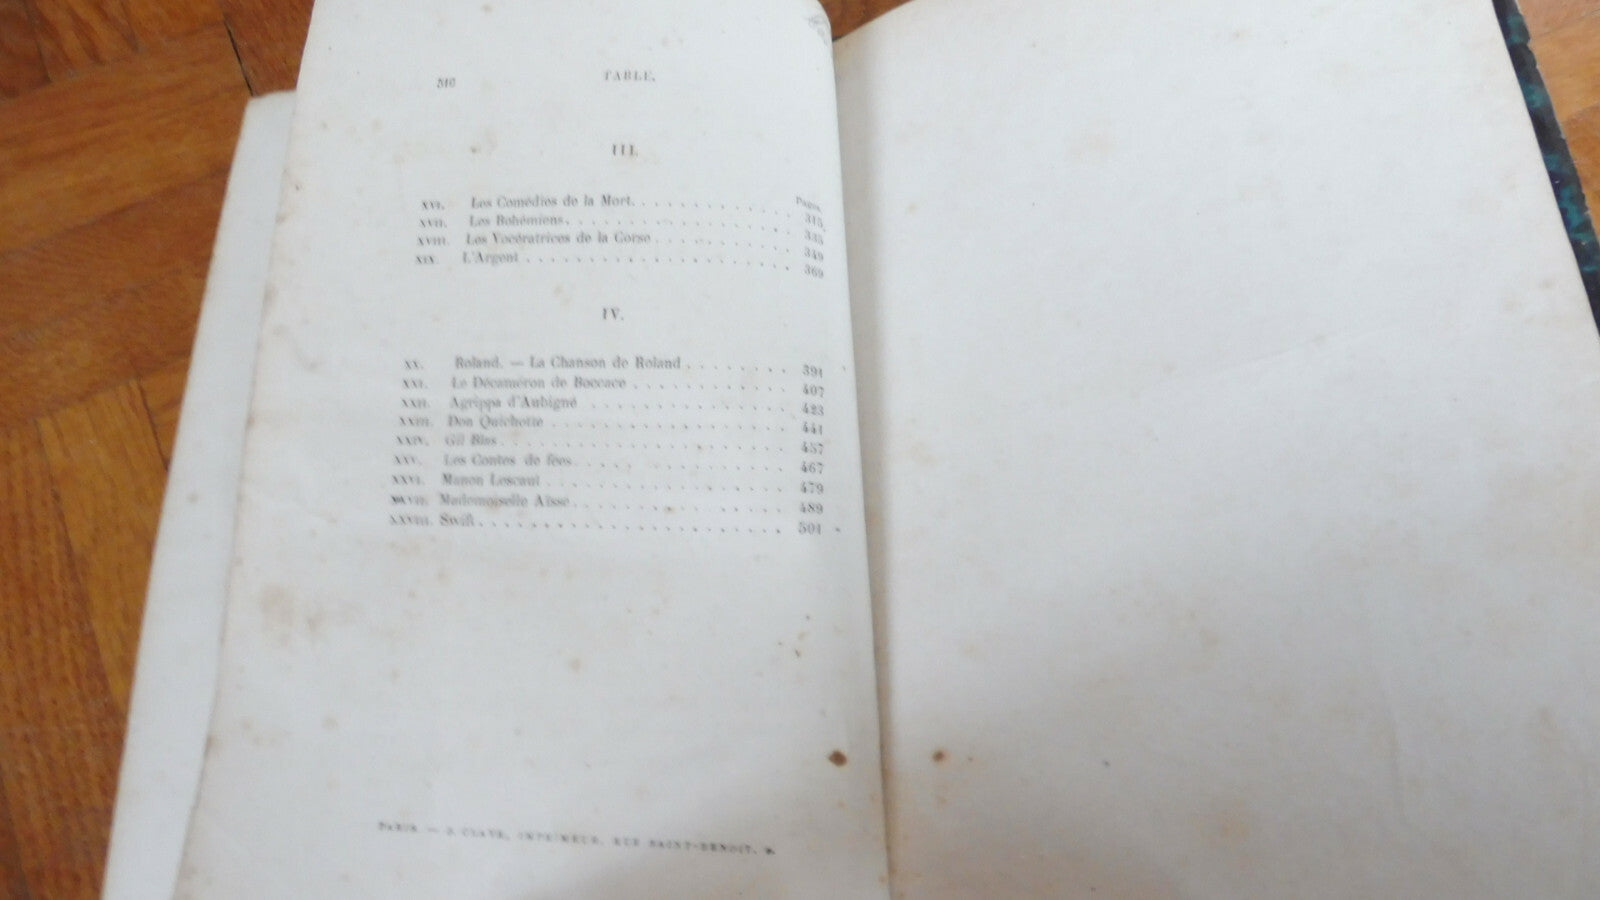 510 TABLE.
III.
Pages.
XVI. Les Comédies de la Mort. 315
XVII. Les Bohémiens. 335
XVIII. Les Vocératrices de la Corse 349
XIX. L'Argent 369
IV.
XX. Roland. — La Chanson de Roland 391
XXI. Le Décaméron de Boccace 407
XXII. Agrippa d'Aubigné 423
XXIII. Don Quichotte 441
XXIV. Gil Blas. 457
XXV. Les Contes de fées. 467
XXVI. Manon Lescaut 479
XXVII. Mademoiselle Aïssé. 489
XXVIII. Swift. 501
PARIS. — J. CLAYE, IMPRIMEUR, RUE SAINT-BENOIT,